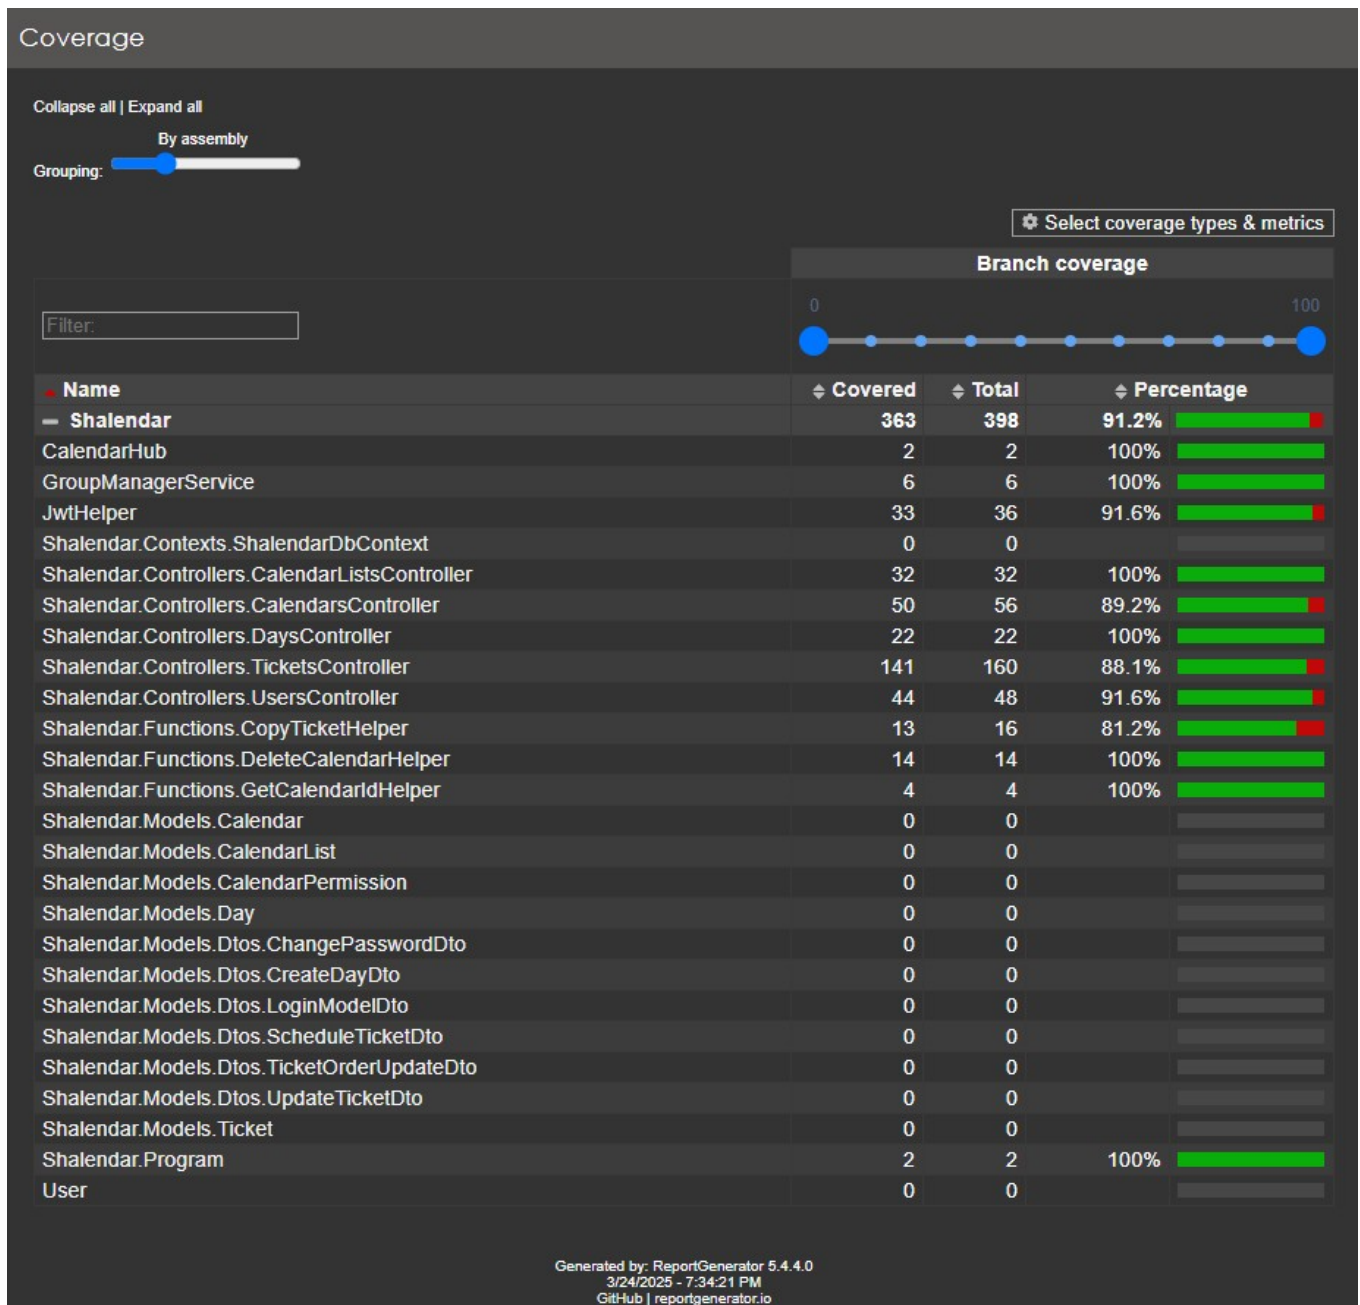 Coverage
Collapse all | Expand all
By assembly
Grouping:
Select coverage types & metrics
Branch coverage
0 100
Filter:
Name Covered Total Percentage
Shalendar 363 398 91.2%
CalendarHub 2 2 100%
GroupManagerService 6 6 100%
JwtHelper 33 36 91.6%
Shalendar.Contexts.ShalendarDbContext 0 0
Shalendar.Controllers.CalendarListsController 32 32 100%
Shalendar.Controllers.CalendarsController 50 56 89.2%
Shalendar.Controllers.DaysController 22 22 100%
Shalendar.Controllers.TicketsController 141 160 88.1%
Shalendar.Controllers.UsersController 44 48 91.6%
Shalendar.Functions.CopyTicketHelper 13 16 81.2%
Shalendar.Functions.DeleteCalendarHelper 14 14 100%
Shalendar.Functions.GetCalendarIdHelper 4 4 100%
Shalendar.Models.Calendar 0 0
Shalendar.Models.CalendarList 0 0
Shalendar.Models.CalendarPermission 0 0
Shalendar.Models.Day 0 0
Shalendar.Models.Dtos.ChangePasswordDto 0 0
Shalendar.Models.Dtos.CreateDayDto 0 0
Shalendar.Models.Dtos.LoginModelDto 0 0
Shalendar.Models.Dtos.ScheduleTicketDto 0 0
Shalendar.Models.Dtos.TicketOrderUpdateDto 0 0
Shalendar.Models.Dtos.UpdateTicketDto 0 0
Shalendar.Models.Ticket 0 0
Shalendar.Program 2 2 100%
User 0 0
Generated by: ReportGenerator 5.4.4.0
3/24/2025 - 7:34:21 PM
GitHub | reportgenerator.io